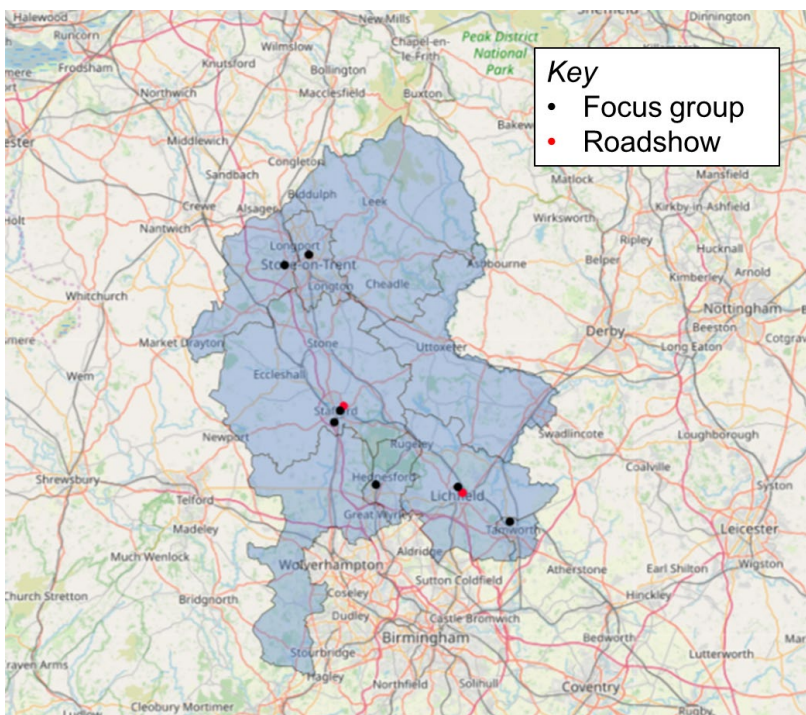 Halewood
New Mills
Dinnington
Runcorn
Wilmslow
Chapel-en-
le-Frith
Peak District
National
Park
Frodsham
Knutsford
Bollington
Northwich
Macclesfield
Buxton
Key
Focus group
Roadshow
Middlewich
Congleton
Sandbach
Matlock
Mansfield
Crewe
Alsager
Biddulph
Leek
Kirkby-in-Ashfield
Wirksworth
Nantwich
Ripley
Hucknall
Longport
Stoke-on-Trent
Ashbourne
Belper
Kimberley
Arnold
Longton
Cheadle
Whitchurch
Nottingham
Beeston
Derby
Market Drayton
Stone
Uttoxeter
Long Eaton
Wem
Eccleshall
Stafford
Newport
Rugeley
Swadlincote
Loughborough
Shrewsbury
Hednesford
Coalville
Syston
Telford
Lichfield
Great Wyrley
Madeley
Tamworth
Leicester
Much Wenlock
Wolverhampton
Aldridge
Atherstone
Earl Shilton
Wigston
Sutton Coldfield
Church Stretton
Bridgnorth
Coseley
Hinckley
Dudley
Castle Bromwich
Birmingham
Bedworth
Stourbridge
Lutterworth
Hagley
Northfield
Solihull
Coventry
Cleobury Mortimer
Rugby